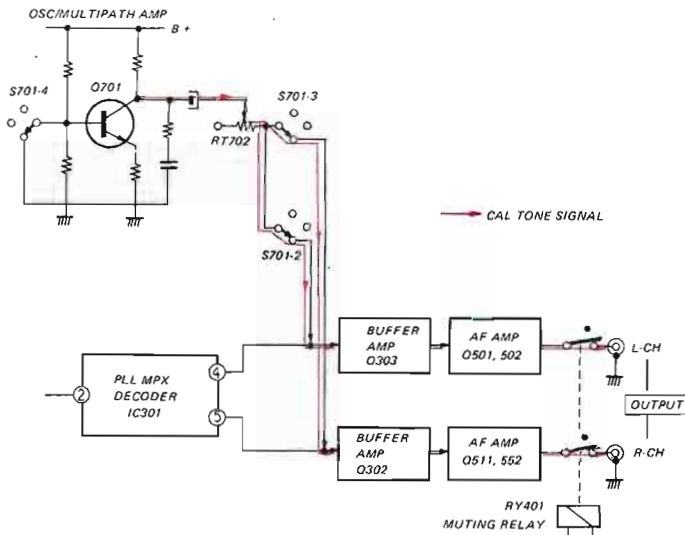 OSC/MULTIPATH AMP
B +
S701-4
Q701
S701-3
RT702
S701-2
CAL TONE SIGNAL
BUFFER
AMP
Q303
AF AMP
Q501, 502
L-CH
PLL MPX
DECODER
IC301
2
4
5
OUTPUT
BUFFER
AMP
Q302
AF AMP
Q511, 552
R-CH
RY401
MUTING RELAY